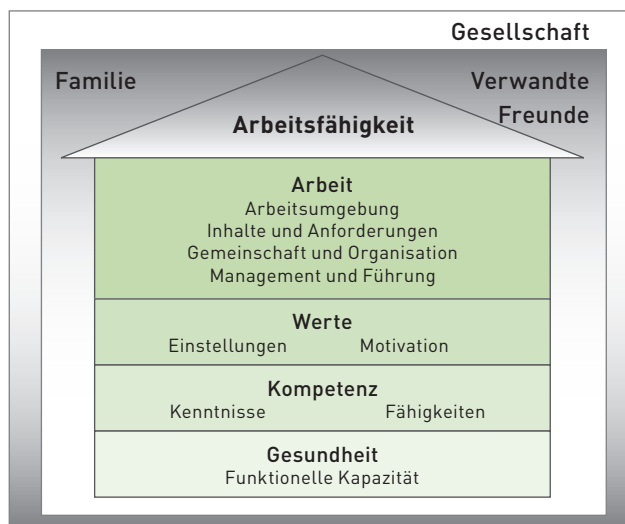 Gesellschaft
Familie
Verwandte
Freunde
Arbeitsfähigkeit
Arbeit
Arbeitsumgebung
Inhalte und Anforderungen
Gemeinschaft und Organisation
Management und Führung
Werte
Einstellungen Motivation
Kompetenz
Kenntnisse Fähigkeiten
Gesundheit
Funktionelle Kapazität